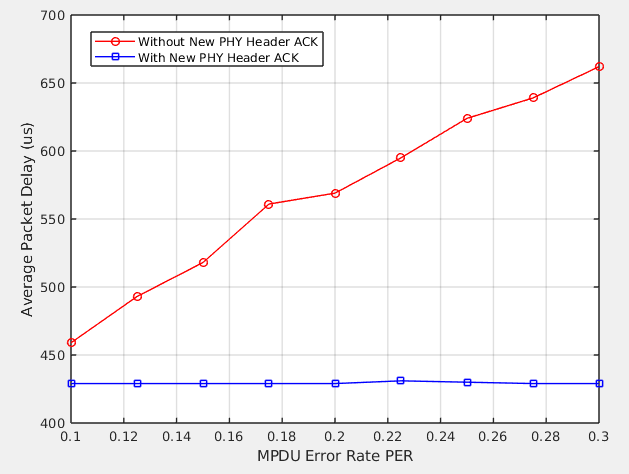 700
650
600
550
500
450
400
Average Packet Delay (us)
Without New PHY Header ACK
With New PHY Header ACK
0.1 0.12 0.14 0.16 0.18 0.2 0.22 0.24 0.26 0.28 0.3
MPDU Error Rate PER